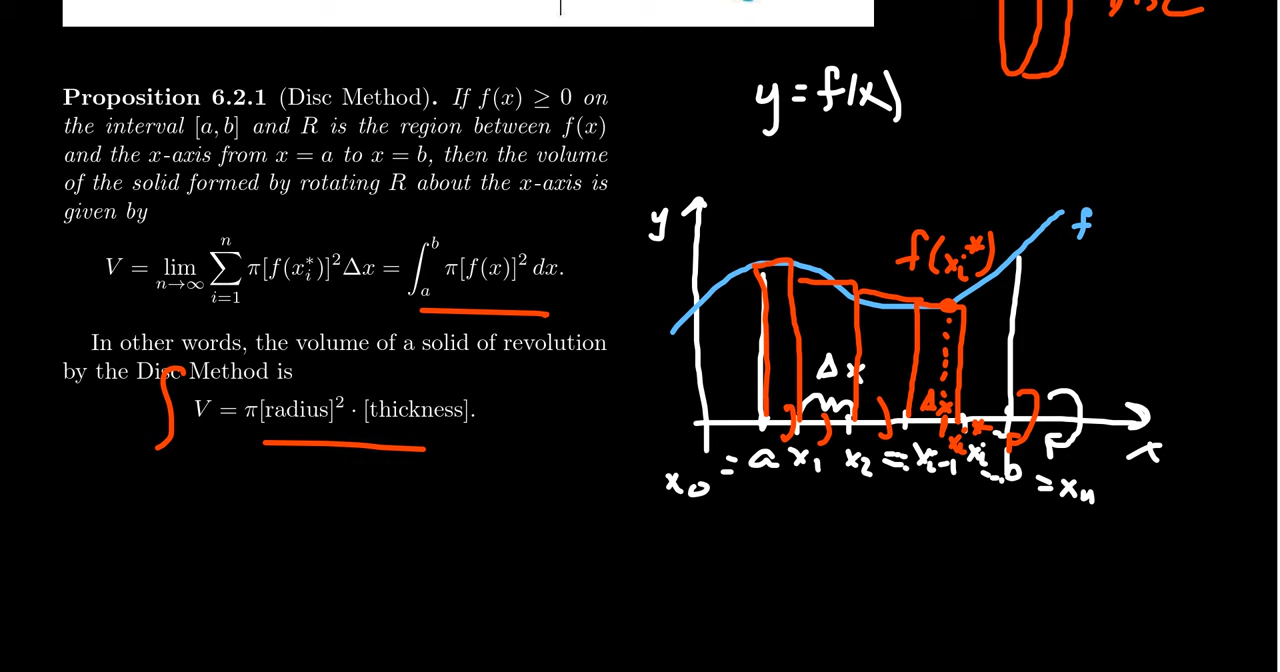 Disc
Proposition 6.2.1 (Disc Method). If f(x) ≥ 0 on
the interval [a, b] and R is the region between f(x)
and the x-axis from x = a to x = b, then the volume
of the solid formed by rotating R about the x-axis is
given by
V = lim n→∞ ∑ i=1 n π[f(x_i^*)]² Δx = ∫_a^b π[f(x)]² dx.
In other words, the volume of a solid of revolution
by the Disc Method is
∫ V = π[radius]² · [thickness].
y = f(x)
y
f
f(x_i^*)
Δx
Δx
x_i^*
x_0 = a x_1 x_2 ... x_{i-1} x_i ... b = x_n
x